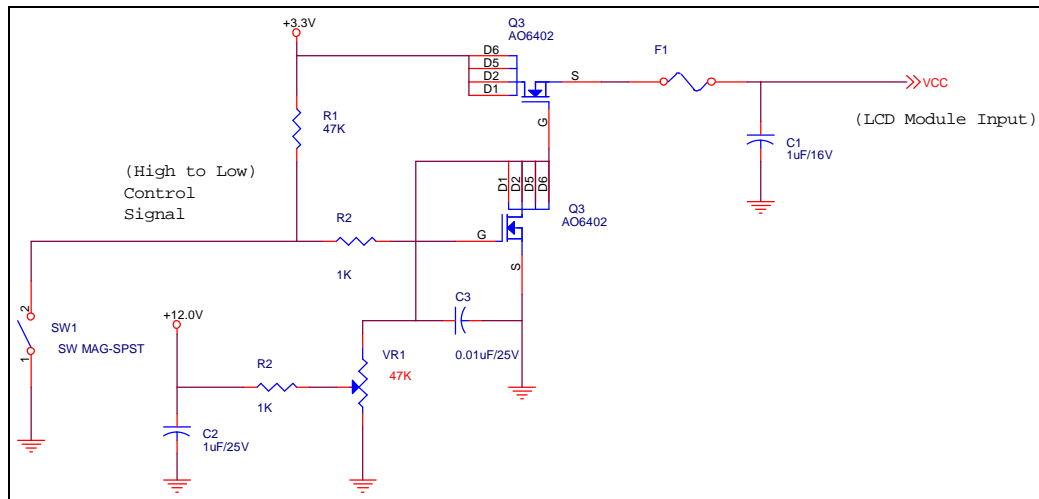 +3.3V
Q3
AO6402
D6
D5
D2
D1
S
G
F1
VCC
(LCD Module Input)
C1
1uF/16V
R1
47K
(High to Low)
Control
Signal
D1
D2
D5
D6
Q3
AO6402
G
S
R2
1K
2
1
SW1
SW MAG-SPST
+12.0V
C3
0.01uF/25V
VR1
47K
R2
1K
C2
1uF/25V